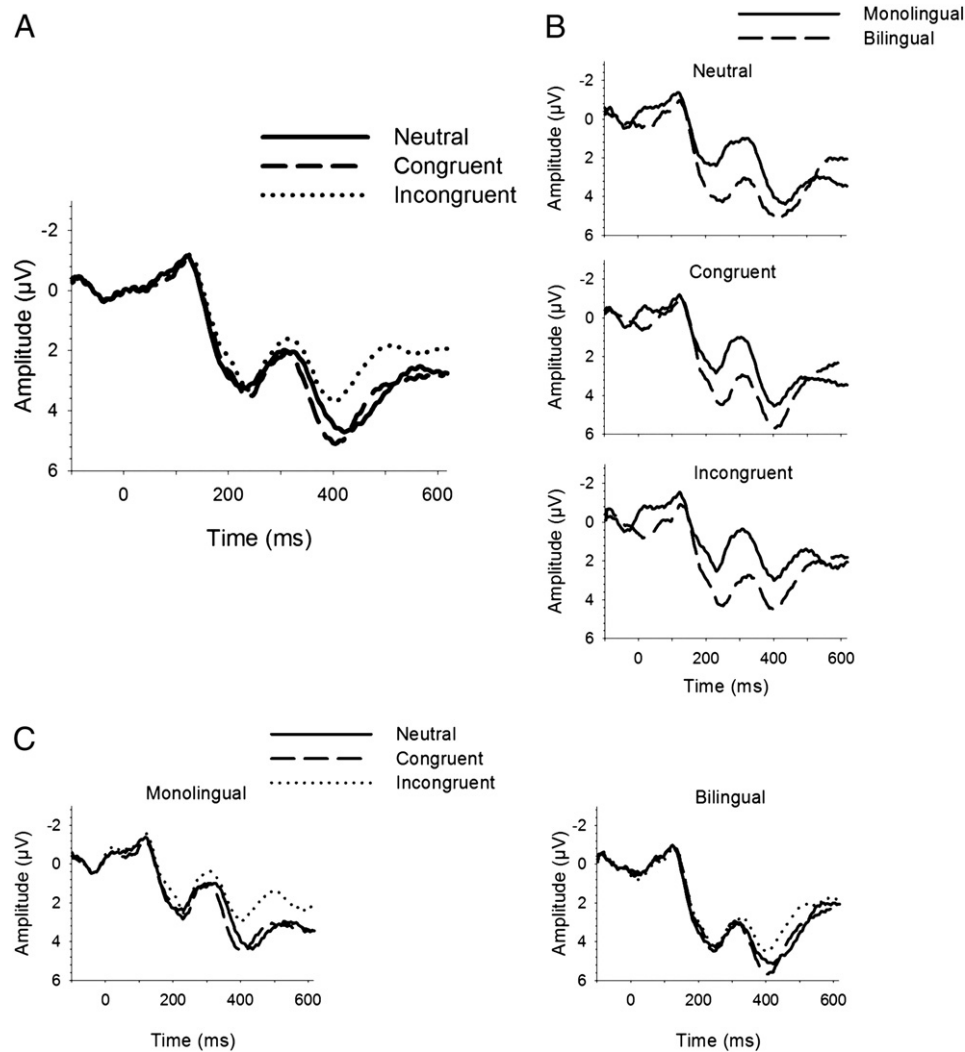 A
Neutral
Congruent
Incongruent
-2
0
2
4
6
Amplitude (µV)
0 200 400 600
Time (ms)
B
Monolingual
Bilingual
Neutral
-2
0
2
4
6
Amplitude (µV)
Congruent
-2
0
2
4
6
Amplitude (µV)
Incongruent
-2
0
2
4
6
Amplitude (µV)
0 200 400 600
Time (ms)
C
Neutral
Congruent
Incongruent
Monolingual
-2
0
2
4
6
Amplitude (µV)
0 200 400 600
Time (ms)
Bilingual
-2
0
2
4
6
Amplitude (µV)
0 200 400 600
Time (ms)